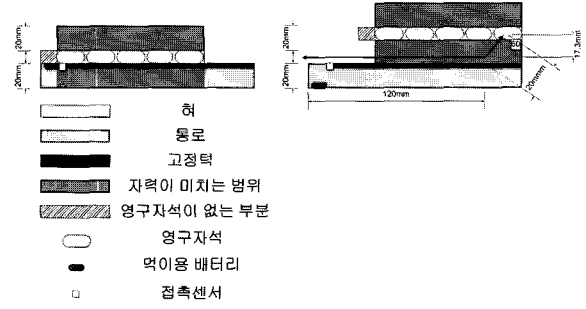 20mm
20mm
20mm
20mm
60
17.3mm
20mmm
120mm
혀
통로
고정턱
자력이 미치는 범위
영구자석이 없는 부분
영구자석
먹이용 배터리
접촉센서